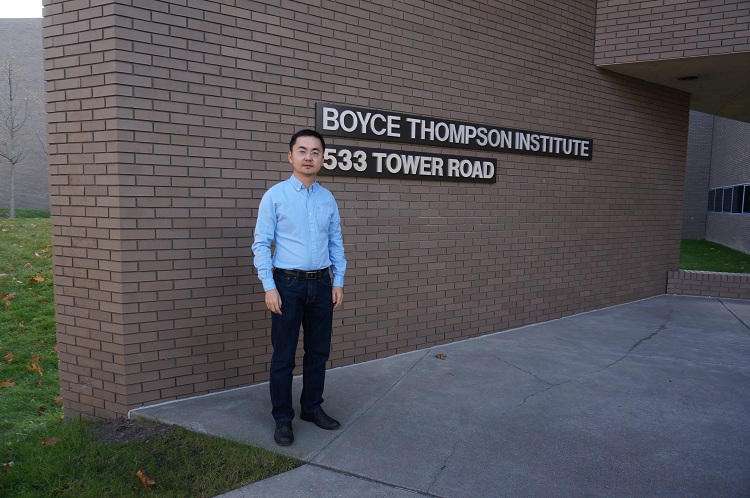 BOYCE THOMPSON INSTITUTE
533 TOWER ROAD